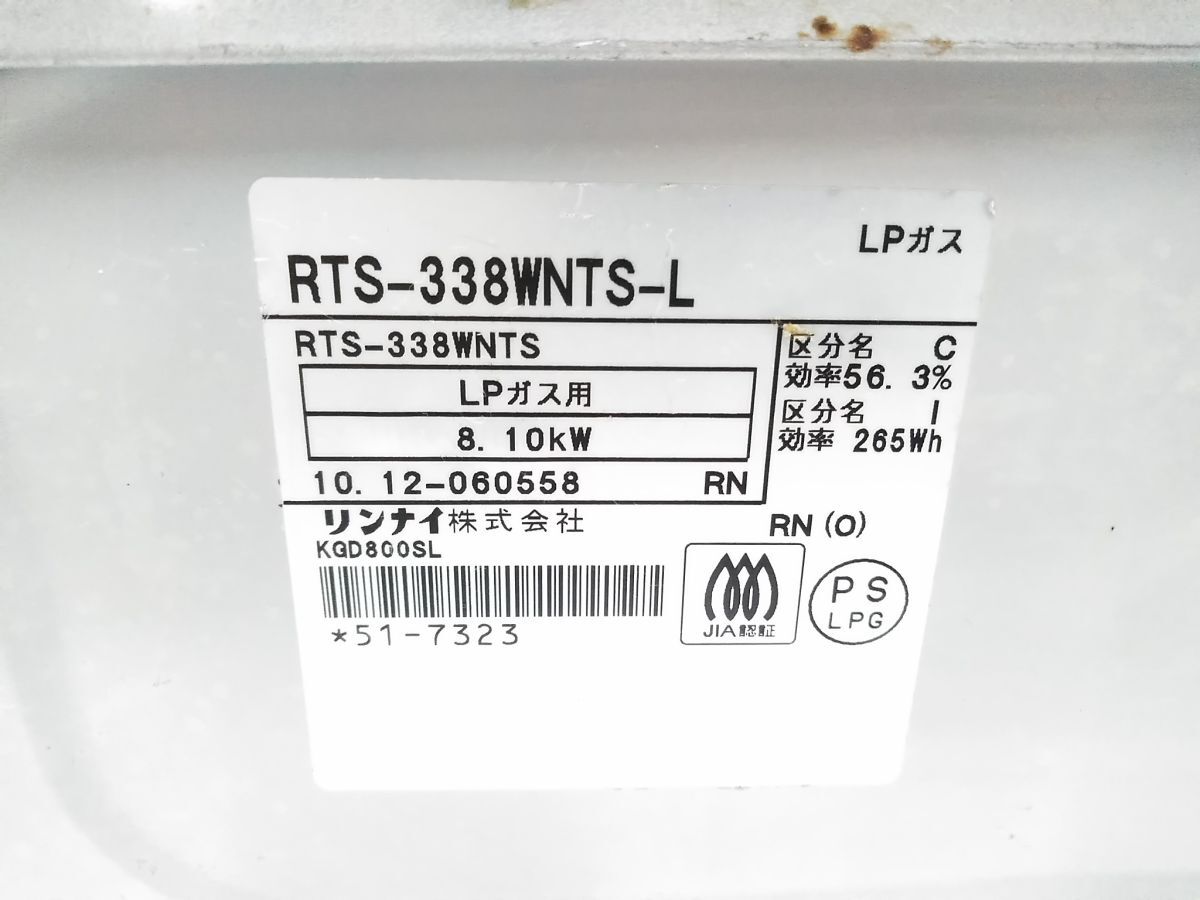 LPガス
RTS-338WNTS-L
RTS-338WNTS
LPガス用
8.10kW
10.12-060558 RN
区分名 C
効率56.3%
区分名 I
効率 265Wh
リンナイ株式会社
RN(O)
KGD800SL
*51-7323
JIA認証
PS
LPG